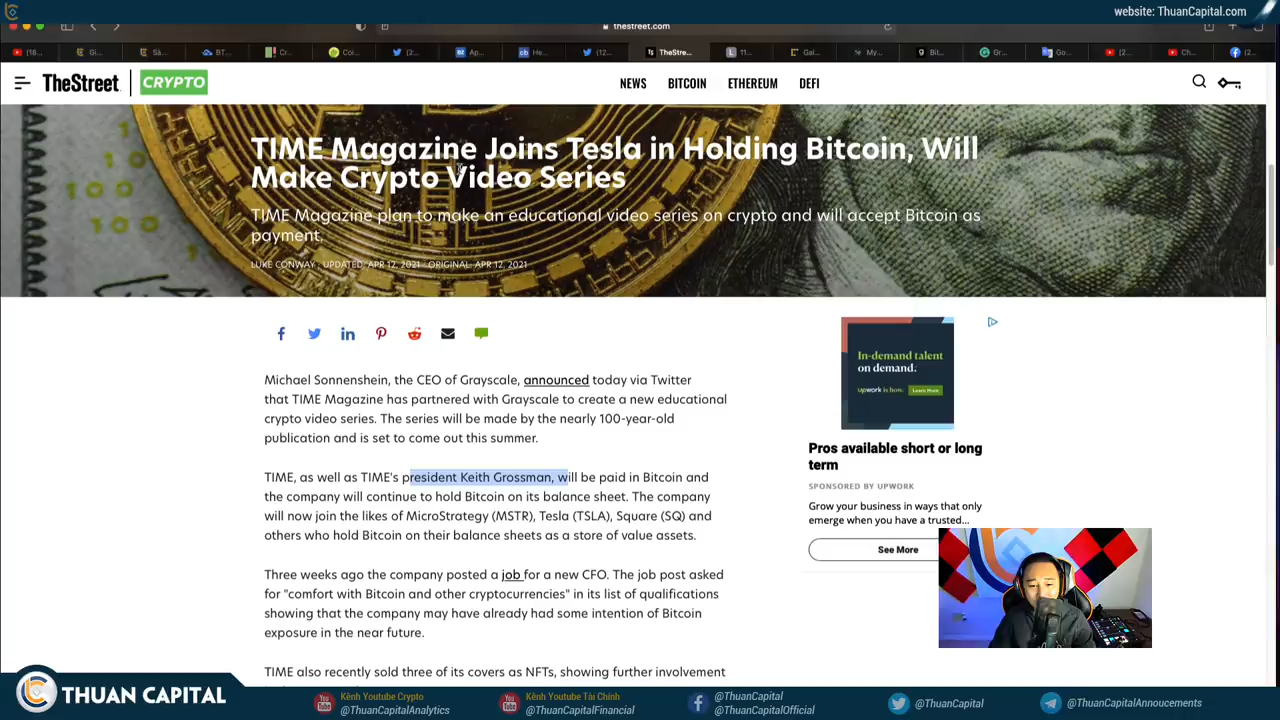 website: ThuanCapital.com
thestreet.com
TheStreet CRYPTO
NEWS BITCOIN ETHEREUM DEFI
TIME Magazine Joins Tesla in Holding Bitcoin, Will
Make Crypto Video Series
TIME Magazine plan to make an educational video series on crypto and will accept Bitcoin as
payment.
LUKE CONWAY · UPDATED: APR 12, 2021 · ORIGINAL: APR 12, 2021
Michael Sonnenshein, the CEO of Grayscale, announced today via Twitter
that TIME Magazine has partnered with Grayscale to create a new educational
crypto video series. The series will be made by the nearly 100-year-old
publication and is set to come out this summer.
TIME, as well as TIME's president Keith Grossman, will be paid in Bitcoin and
the company will continue to hold Bitcoin on its balance sheet. The company
will now join the likes of MicroStrategy (MSTR), Tesla (TSLA), Square (SQ) and
others who hold Bitcoin on their balance sheets as a store of value assets.
Three weeks ago the company posted a job for a new CFO. The job post asked
for "comfort with Bitcoin and other cryptocurrencies" in its list of qualifications
showing that the company may have already had some intention of Bitcoin
exposure in the near future.
TIME also recently sold three of its covers as NFTs, showing further involvement
In-demand talent
on demand.
upwork is how.
Learn More
Pros available short or long
term
SPONSORED BY UPWORK
Grow your business in ways that only
emerge when you have a trusted...
See More
THUAN CAPITAL
Kênh Youtube Crypto
@ThuanCapitalAnalytics
Kênh Youtube Tài Chính
@ThuanCapitalFinancial
@ThuanCapital
@ThuanCapitalOfficial
@ThuanCapital
@ThuanCapitalAnnoucements